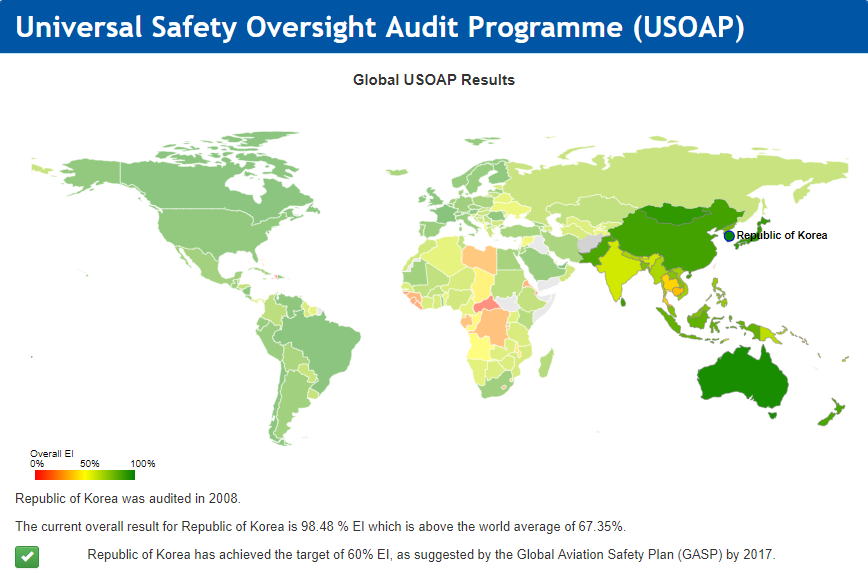 Universal Safety Oversight Audit Programme (USOAP)
Global USOAP Results
Republic of Korea
Overall EI
0% 50% 100%
Republic of Korea was audited in 2008.
The current overall result for Republic of Korea is 98.48 % EI which is above the world average of 67.35%.
Republic of Korea has achieved the target of 60% EI, as suggested by the Global Aviation Safety Plan (GASP) by 2017.